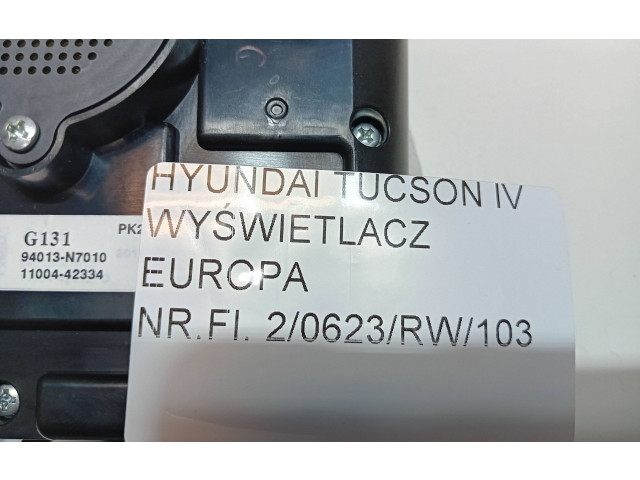 HYUNDAI TUCSON IV
WYŚWIETLACZ
EUROPA
NR.FI. 2/0623/RW/103
G131
94013-N7010
11004-42334